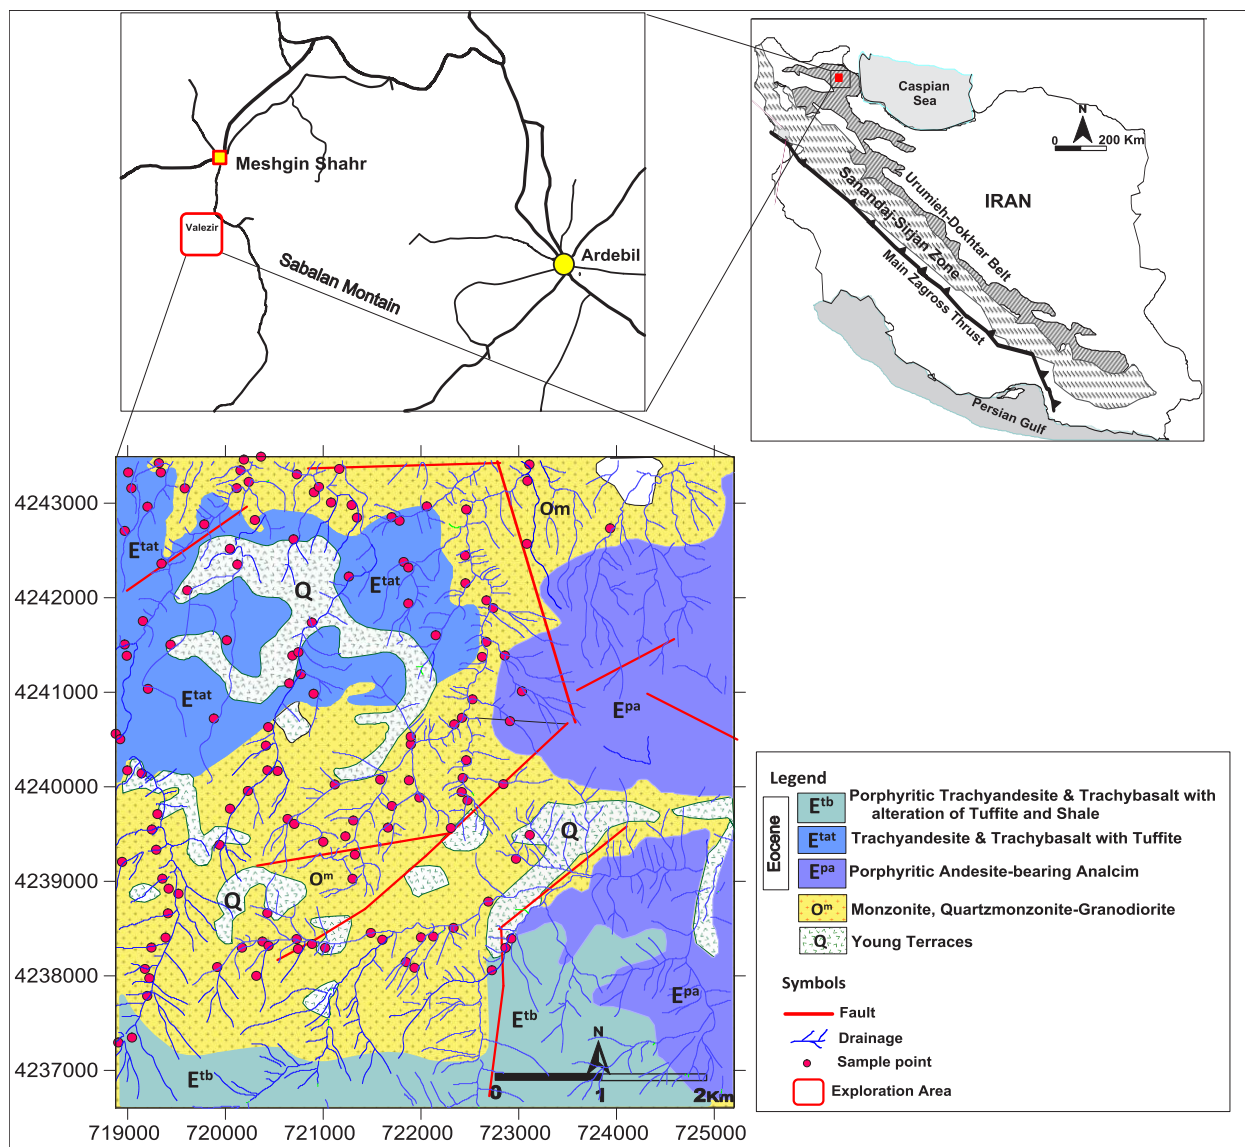 Meshgin Shahr
Valezir
Ardebil
Sabalan Montain
Caspian
Sea
N
0 200 Km
IRAN
Urumieh-Dokhtar Belt
Sanandaj-Sirjan Zone
Main Zagross Thrust
Persian Gulf
4243000
4242000
4241000
4240000
4239000
4238000
4237000
719000 720000 721000 722000 723000 724000 725000
Om
Etat
Etat
Q
Etat
Epa
Q
Om
Q
Epa
Etb
Etb
N
0 1 2Km
Legend
Eocene
Etb Porphyritic Trachyandesite & Trachybasalt with
alteration of Tuffite and Shale
Etat Trachyandesite & Trachybasalt with Tuffite
Epa Porphyritic Andesite-bearing Analcim
Om Monzonite, Quartzmonzonite-Granodiorite
Q Young Terraces
Symbols
Fault
Drainage
Sample point
Exploration Area